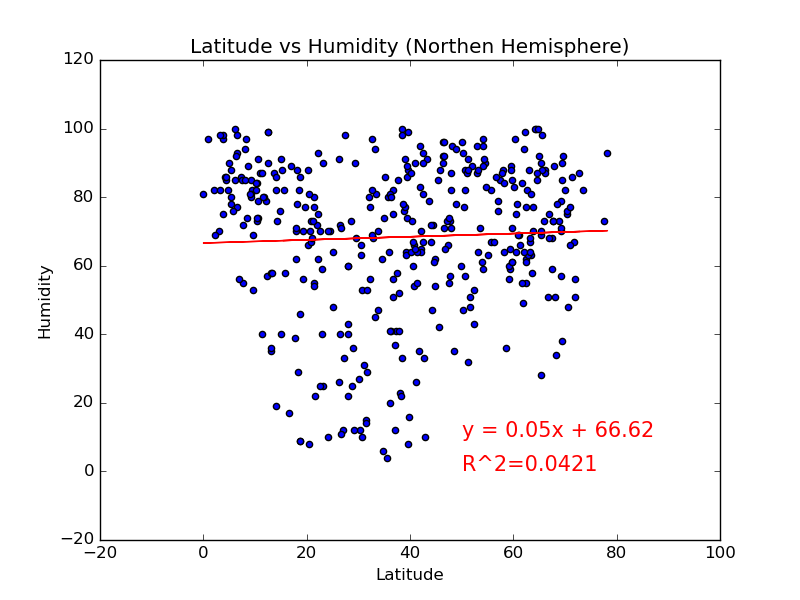 Latitude vs Humidity (Northen Hemisphere)
120
100
80
60
40
20
0
−20
Humidity
y = 0.05x + 66.62
R^2=0.0421
−20 0 20 40 60 80 100
Latitude